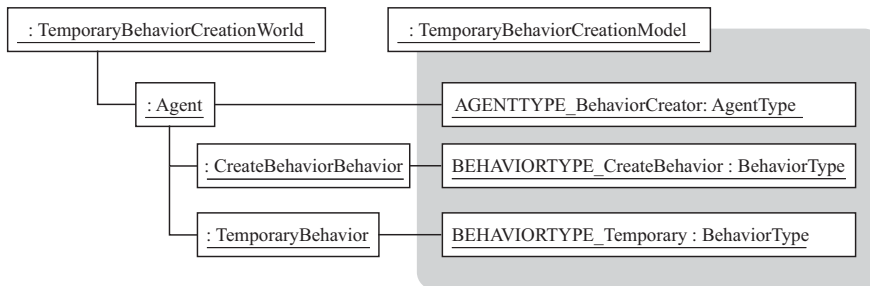 : TemporaryBehaviorCreationWorld
: TemporaryBehaviorCreationModel
: Agent
AGENTTYPE_BehaviorCreator: AgentType
: CreateBehaviorBehavior
BEHAVIORTYPE_CreateBehavior : BehaviorType
: TemporaryBehavior
BEHAVIORTYPE_Temporary : BehaviorType